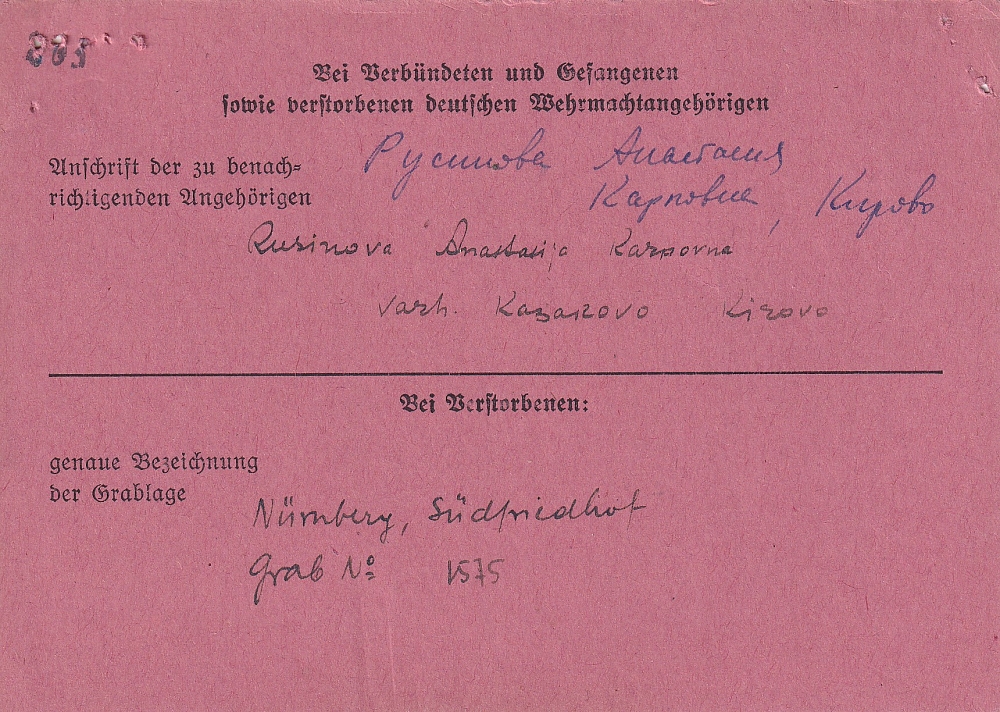 Bei Verbündeten und Gefangenen
sowie verstorbenen deutschen Wehrmachtangehörigen
Anschrift der zu benach-
richtigenden Angehörigen
Русинова Анастасия
Карповна, Кирово
Rusinova Anastasija Karpovna
Kazarovo Kirovo
Bei Verstorbenen:
genaue Bezeichnung
der Grablage
Nürnberg, Südfriedhof
Grab No 1575